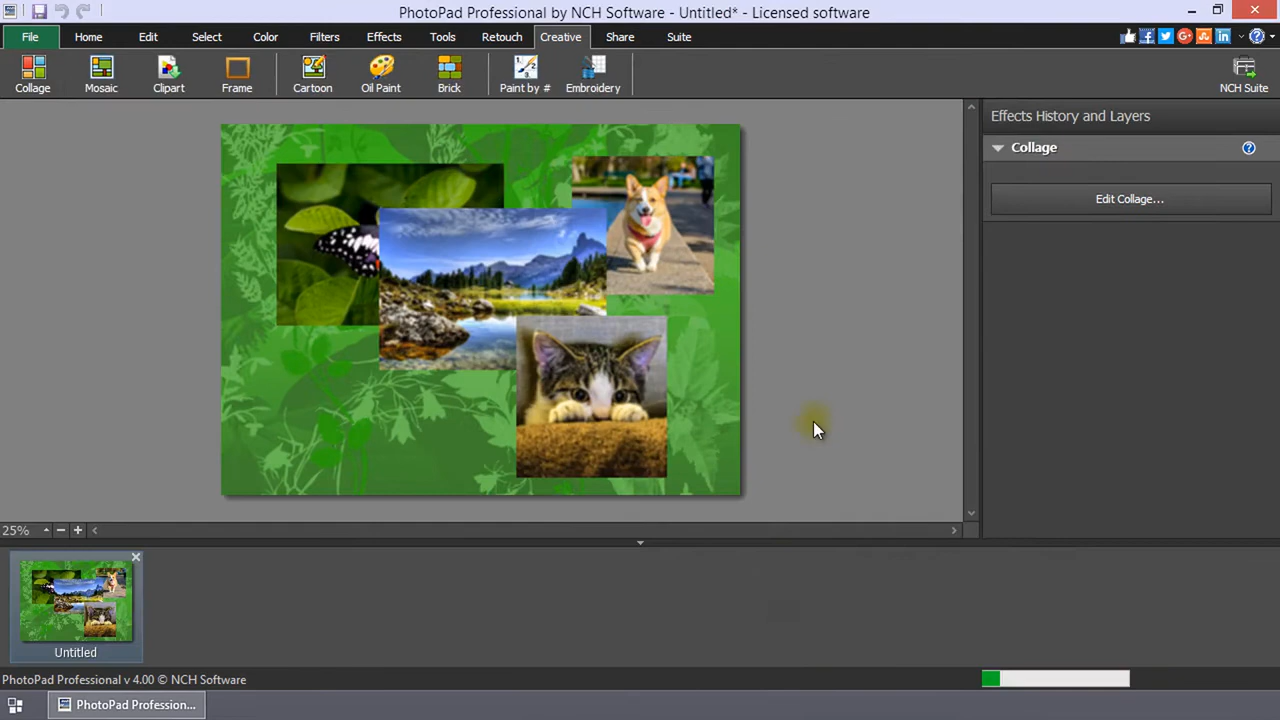 PhotoPad Professional by NCH Software - Untitled* - Licensed software
File Home Edit Select Color Filters Effects Tools Retouch Creative Share Suite
Collage Mosaic Clipart Frame Cartoon Oil Paint Brick Paint by # Embroidery NCH Suite
Effects History and Layers
Collage
Edit Collage...
25%
Untitled
PhotoPad Professional v 4.00 © NCH Software
PhotoPad Profession...